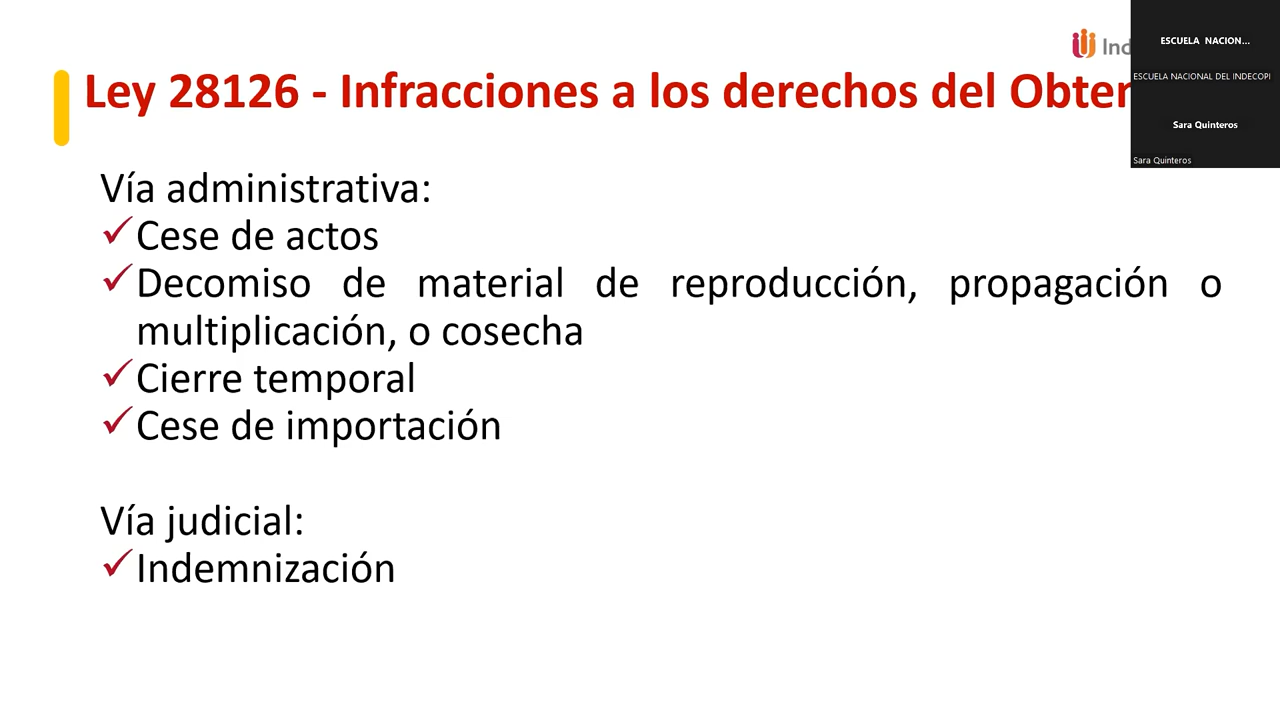 ESCUELA NACION...
ESCUELA NACIONAL DEL INDECOPI
Sara Quinteros
Sara Quinteros
Ley 28126 - Infracciones a los derechos del
Vía administrativa:
Cese de actos
Decomiso de material de reproducción, propagación o
multiplicación, o cosecha
Cierre temporal
Cese de importación
Vía judicial:
Indemnización